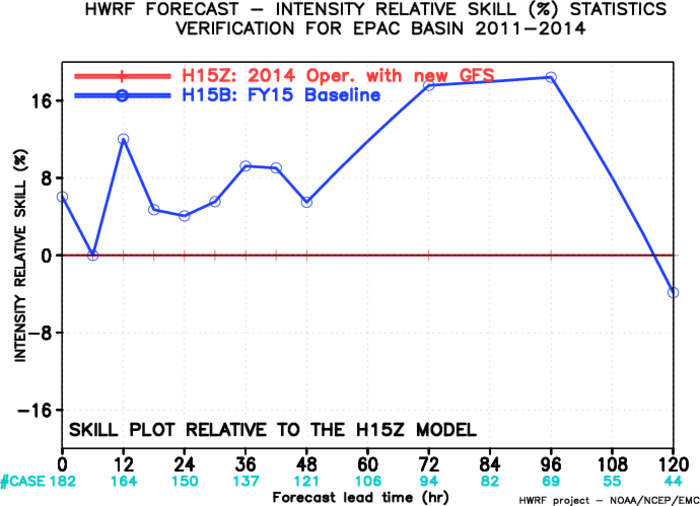 HWRF FORECAST – INTENSITY RELATIVE SKILL (%) STATISTICS
VERIFICATION FOR EPAC BASIN 2011–2014
H15Z: 2014 Oper. with new GFS
H15B: FY15 Baseline
INTENSITY RELATIVE SKILL (%)
16
8
0
–8
–16
SKILL PLOT RELATIVE TO THE H15Z MODEL
0 12 24 36 48 60 72 84 96 108 120
#CASE 182 164 150 137 121 106 94 82 69 55 44
Forecast lead time (hr)
HWRF project – NOAA/NCEP/EMC